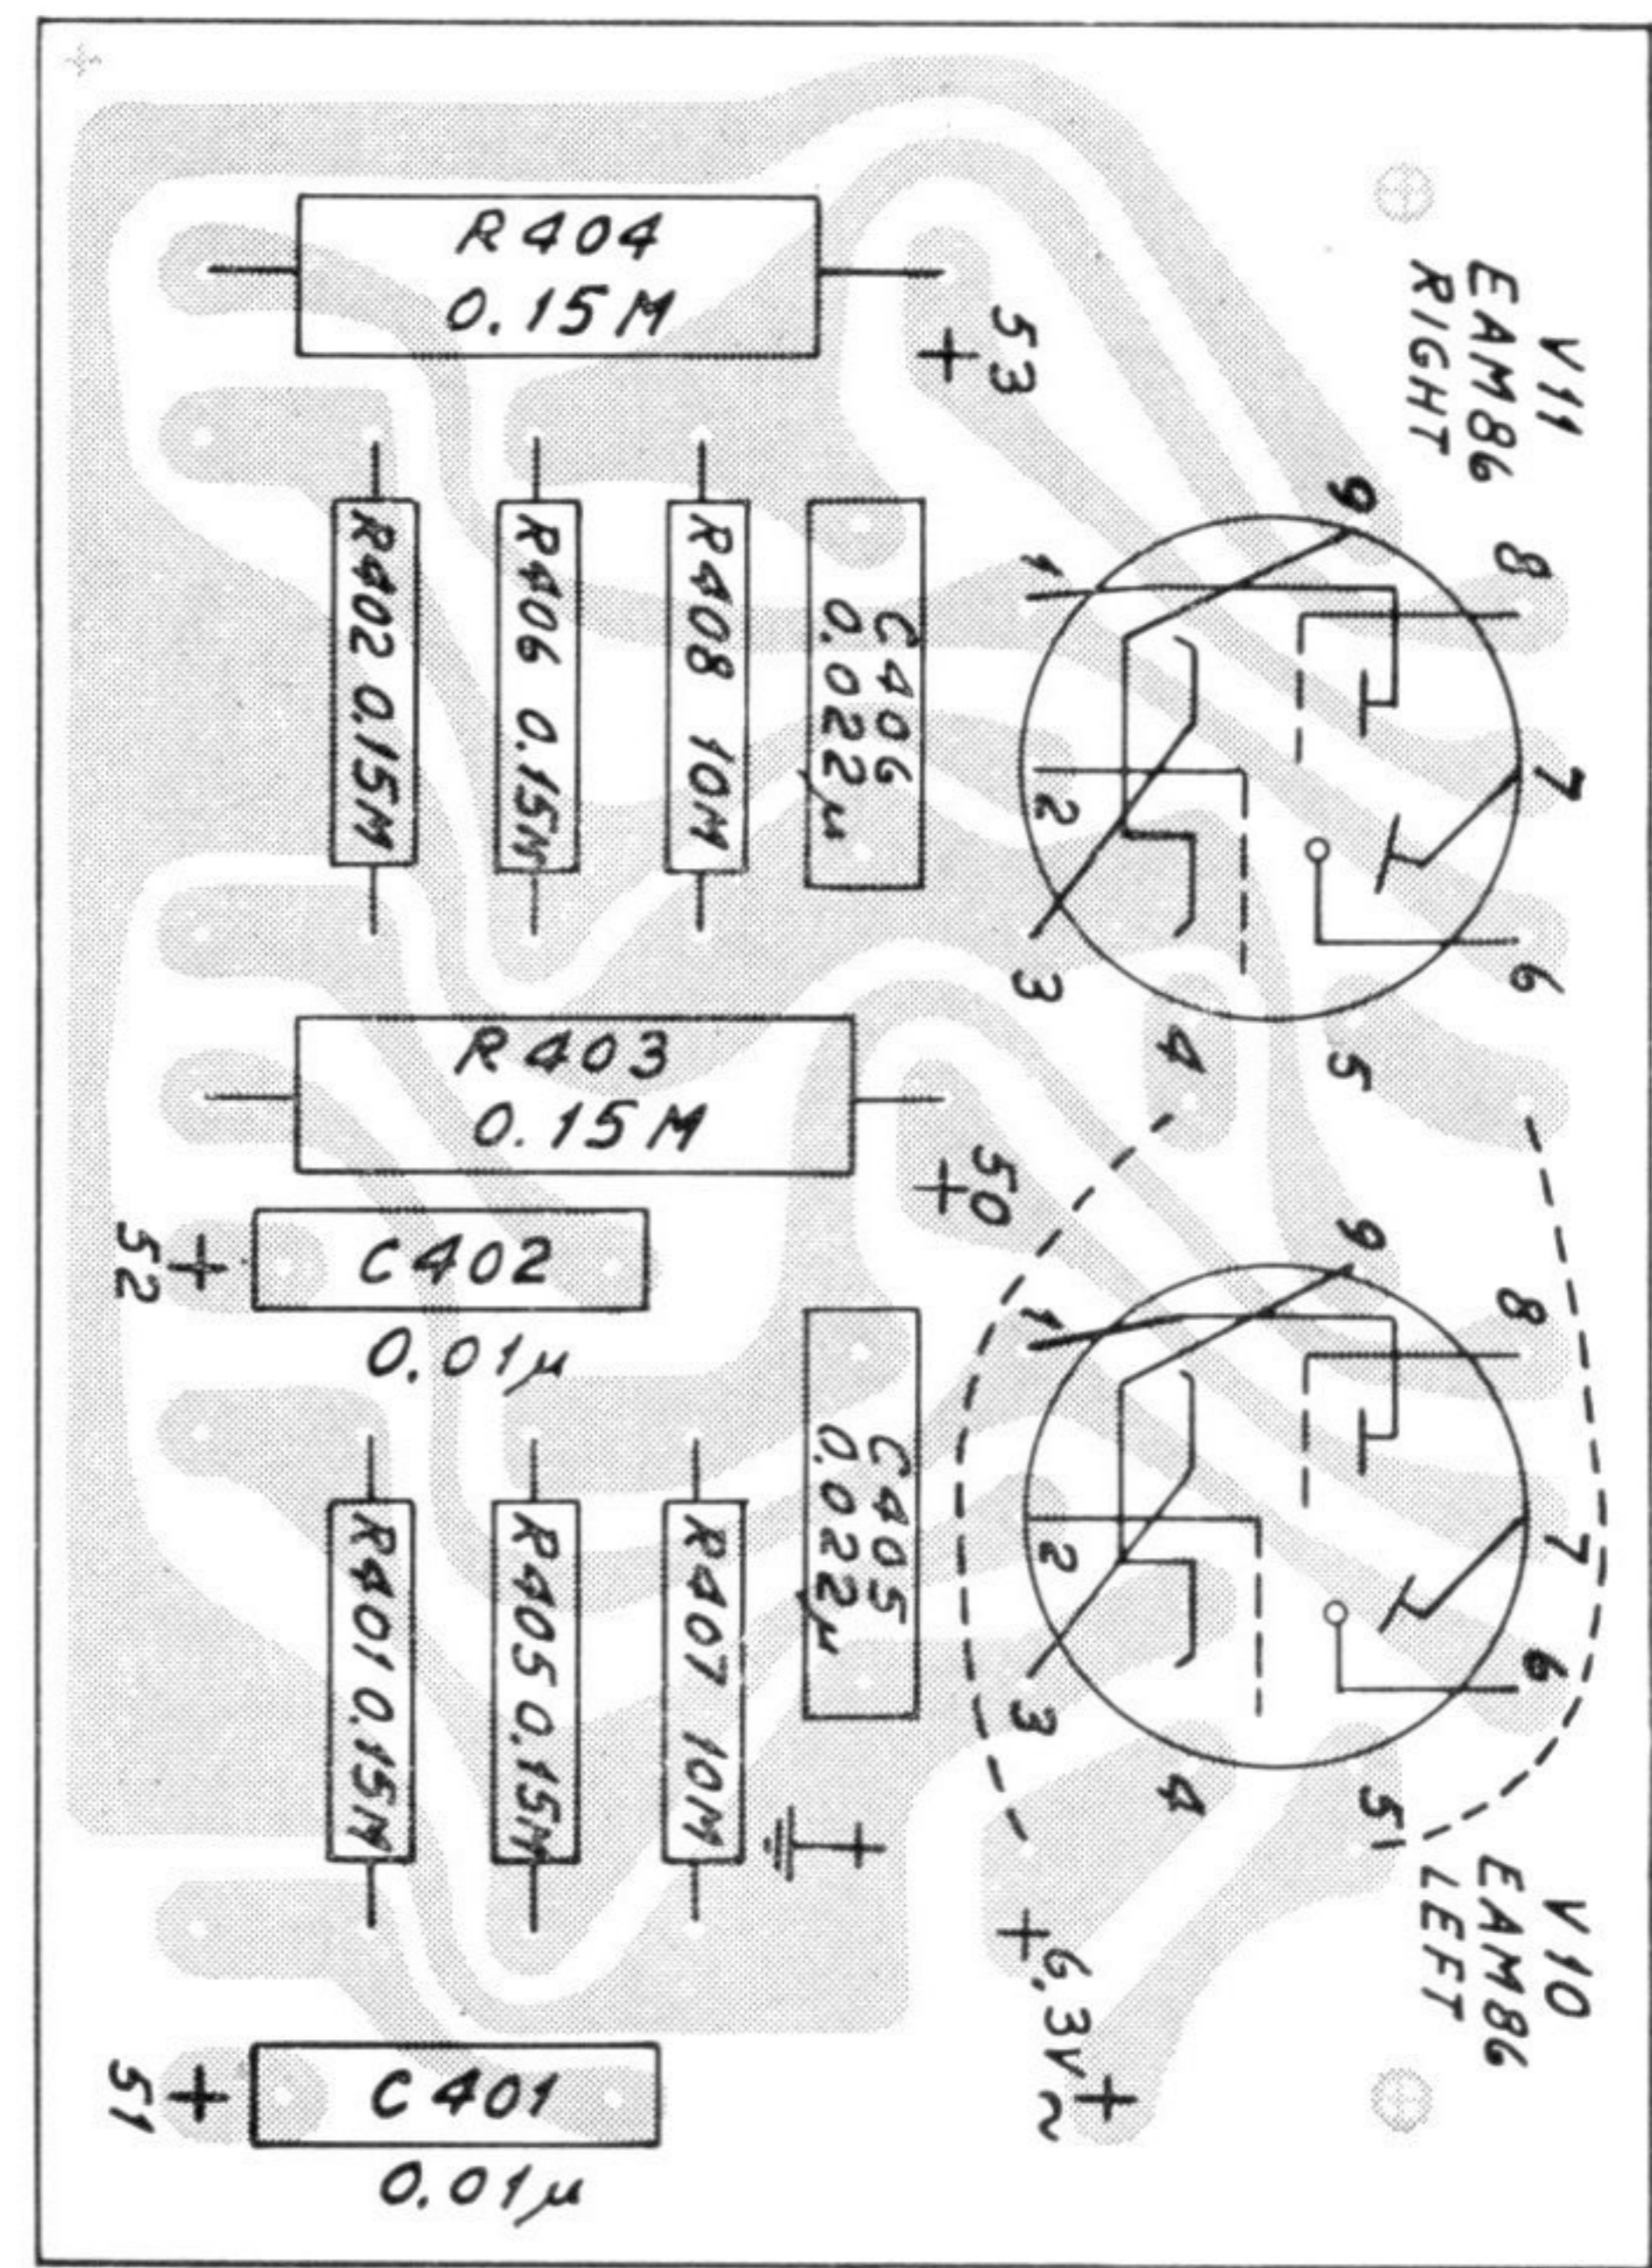 R404
0.15M
53
V11
EAM86
RIGHT
R402 0.15M
R406 0.15M
R408 10M
C406
0.022µ
9
8
1
7
2
6
3
5
4
R403
0.15M
50
52
C402
0.01µ
9
8
1
7
2
6
3
5
4
C405
0.022µ
R401 0.15M
R405 0.15M
R407 10M
V10
EAM86
LEFT
6.3V~
51
C401
0.01µ